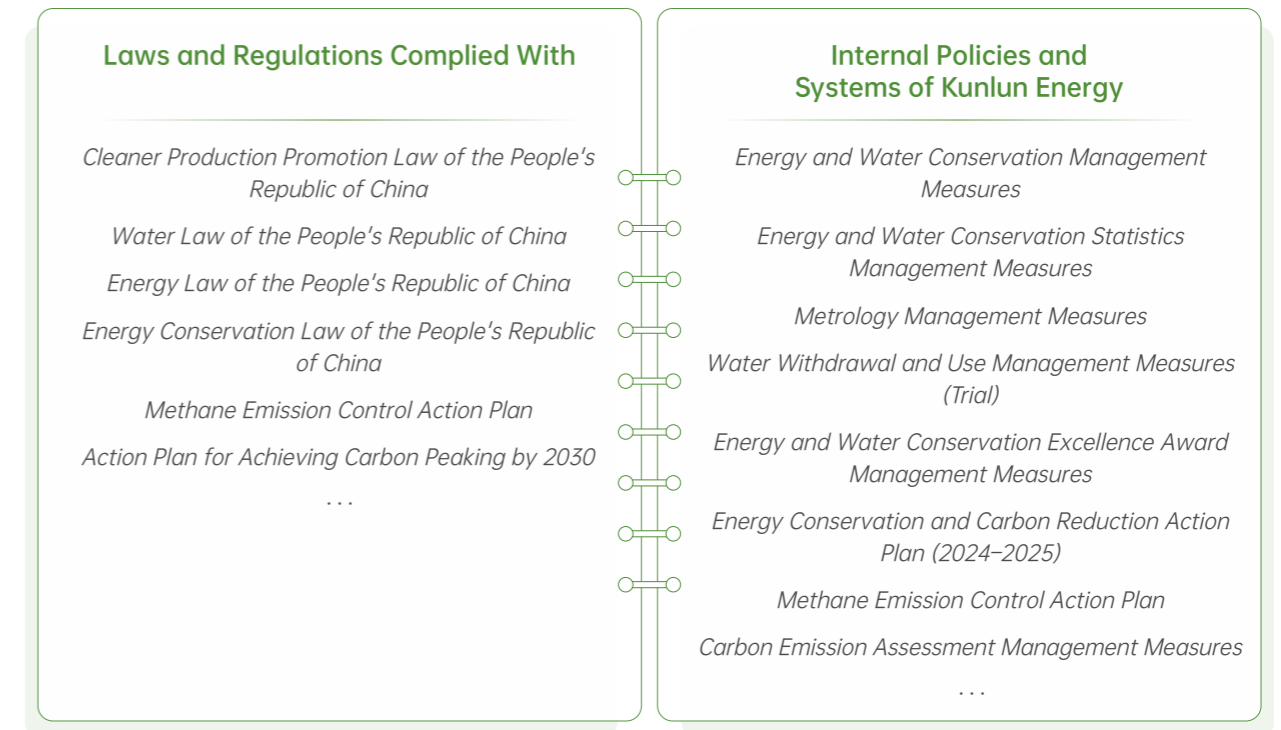 Laws and Regulations Complied With
Cleaner Production Promotion Law of the People's
Republic of China
Water Law of the People's Republic of China
Energy Law of the People's Republic of China
Energy Conservation Law of the People's Republic
of China
Methane Emission Control Action Plan
Action Plan for Achieving Carbon Peaking by 2030
...
Internal Policies and
Systems of Kunlun Energy
Energy and Water Conservation Management
Measures
Energy and Water Conservation Statistics
Management Measures
Metrology Management Measures
Water Withdrawal and Use Management Measures
(Trial)
Energy and Water Conservation Excellence Award
Management Measures
Energy Conservation and Carbon Reduction Action
Plan (2024–2025)
Methane Emission Control Action Plan
Carbon Emission Assessment Management Measures
...